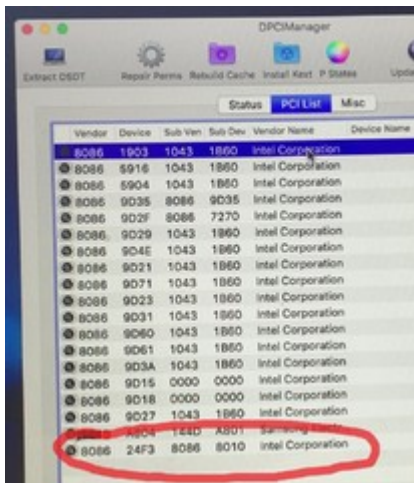 DPCIManager
Extract DSDT Repair Perms Rebuild Cache Install Kext P States Upda
Status PCI List Misc
Vendor Device Sub Ven Sub Dev Vendor Name Device Name
8086 1903 1043 1B60 Intel Corporation
8086 5916 1043 1B60 Intel Corporation
8086 5904 1043 1B60 Intel Corporation
8086 9D35 8086 9D35 Intel Corporation
8086 9D2F 8086 7270 Intel Corporation
8086 9D29 1043 1B60 Intel Corporation
8086 9D4E 1043 1B60 Intel Corporation
8086 9D21 1043 1B60 Intel Corporation
8086 9D71 1043 1B60 Intel Corporation
8086 9D23 1043 1B60 Intel Corporation
8086 9D31 1043 1B60 Intel Corporation
8086 9D60 1043 1B60 Intel Corporation
8086 9D61 1043 1B60 Intel Corporation
8086 9D3A 1043 1B60 Intel Corporation
8086 9D15 0000 0000 Intel Corporation
8086 9D18 0000 0000 Intel Corporation
8086 9D27 1043 1B60 Intel Corporation
A804 144D A801 Samsung Electr
8086 24F3 8086 8010 Intel Corporation